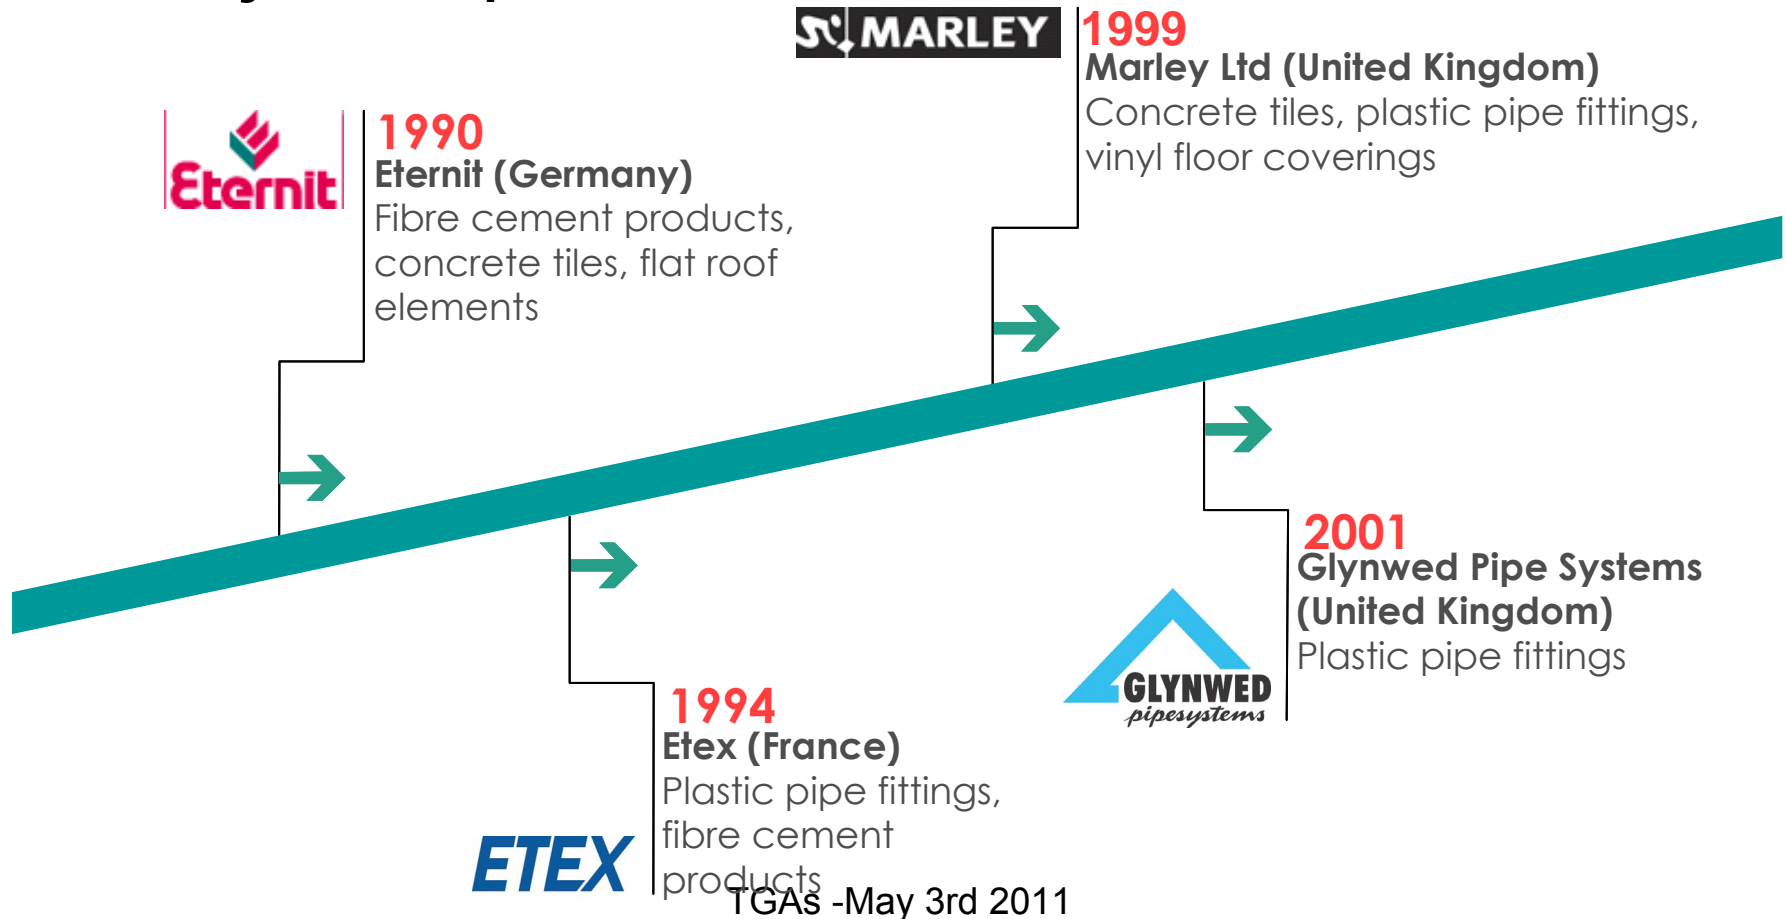 MARLEY
1999
Marley Ltd (United Kingdom)
Concrete tiles, plastic pipe fittings,
vinyl floor coverings
Eternit
1990
Eternit (Germany)
Fibre cement products,
concrete tiles, flat roof
elements
2001
Glynwed Pipe Systems
(United Kingdom)
Plastic pipe fittings
GLYNWED
pipesystems
1994
Etex (France)
Plastic pipe fittings,
fibre cement
products
ETEX
TGAs -May 3rd 2011